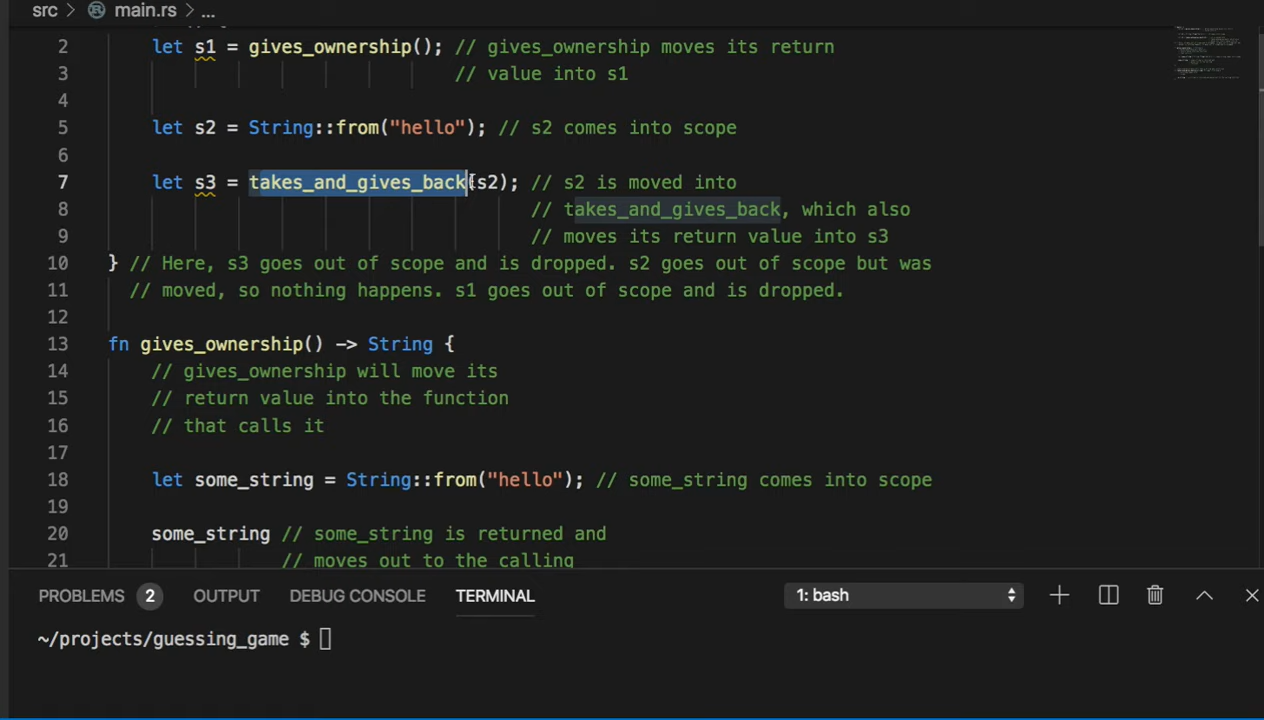 src > main.rs > ...
2 let s1 = gives_ownership(); // gives_ownership moves its return
3 // value into s1
4
5 let s2 = String::from("hello"); // s2 comes into scope
6
7 let s3 = takes_and_gives_back(s2); // s2 is moved into
8 // takes_and_gives_back, which also
9 // moves its return value into s3
10 } // Here, s3 goes out of scope and is dropped. s2 goes out of scope but was
11 // moved, so nothing happens. s1 goes out of scope and is dropped.
12
13 fn gives_ownership() -> String {
14 // gives_ownership will move its
15 // return value into the function
16 // that calls it
17
18 let some_string = String::from("hello"); // some_string comes into scope
19
20 some_string // some_string is returned and
21 // moves out to the calling
PROBLEMS 2 OUTPUT DEBUG CONSOLE TERMINAL 1: bash
~/projects/guessing_game $